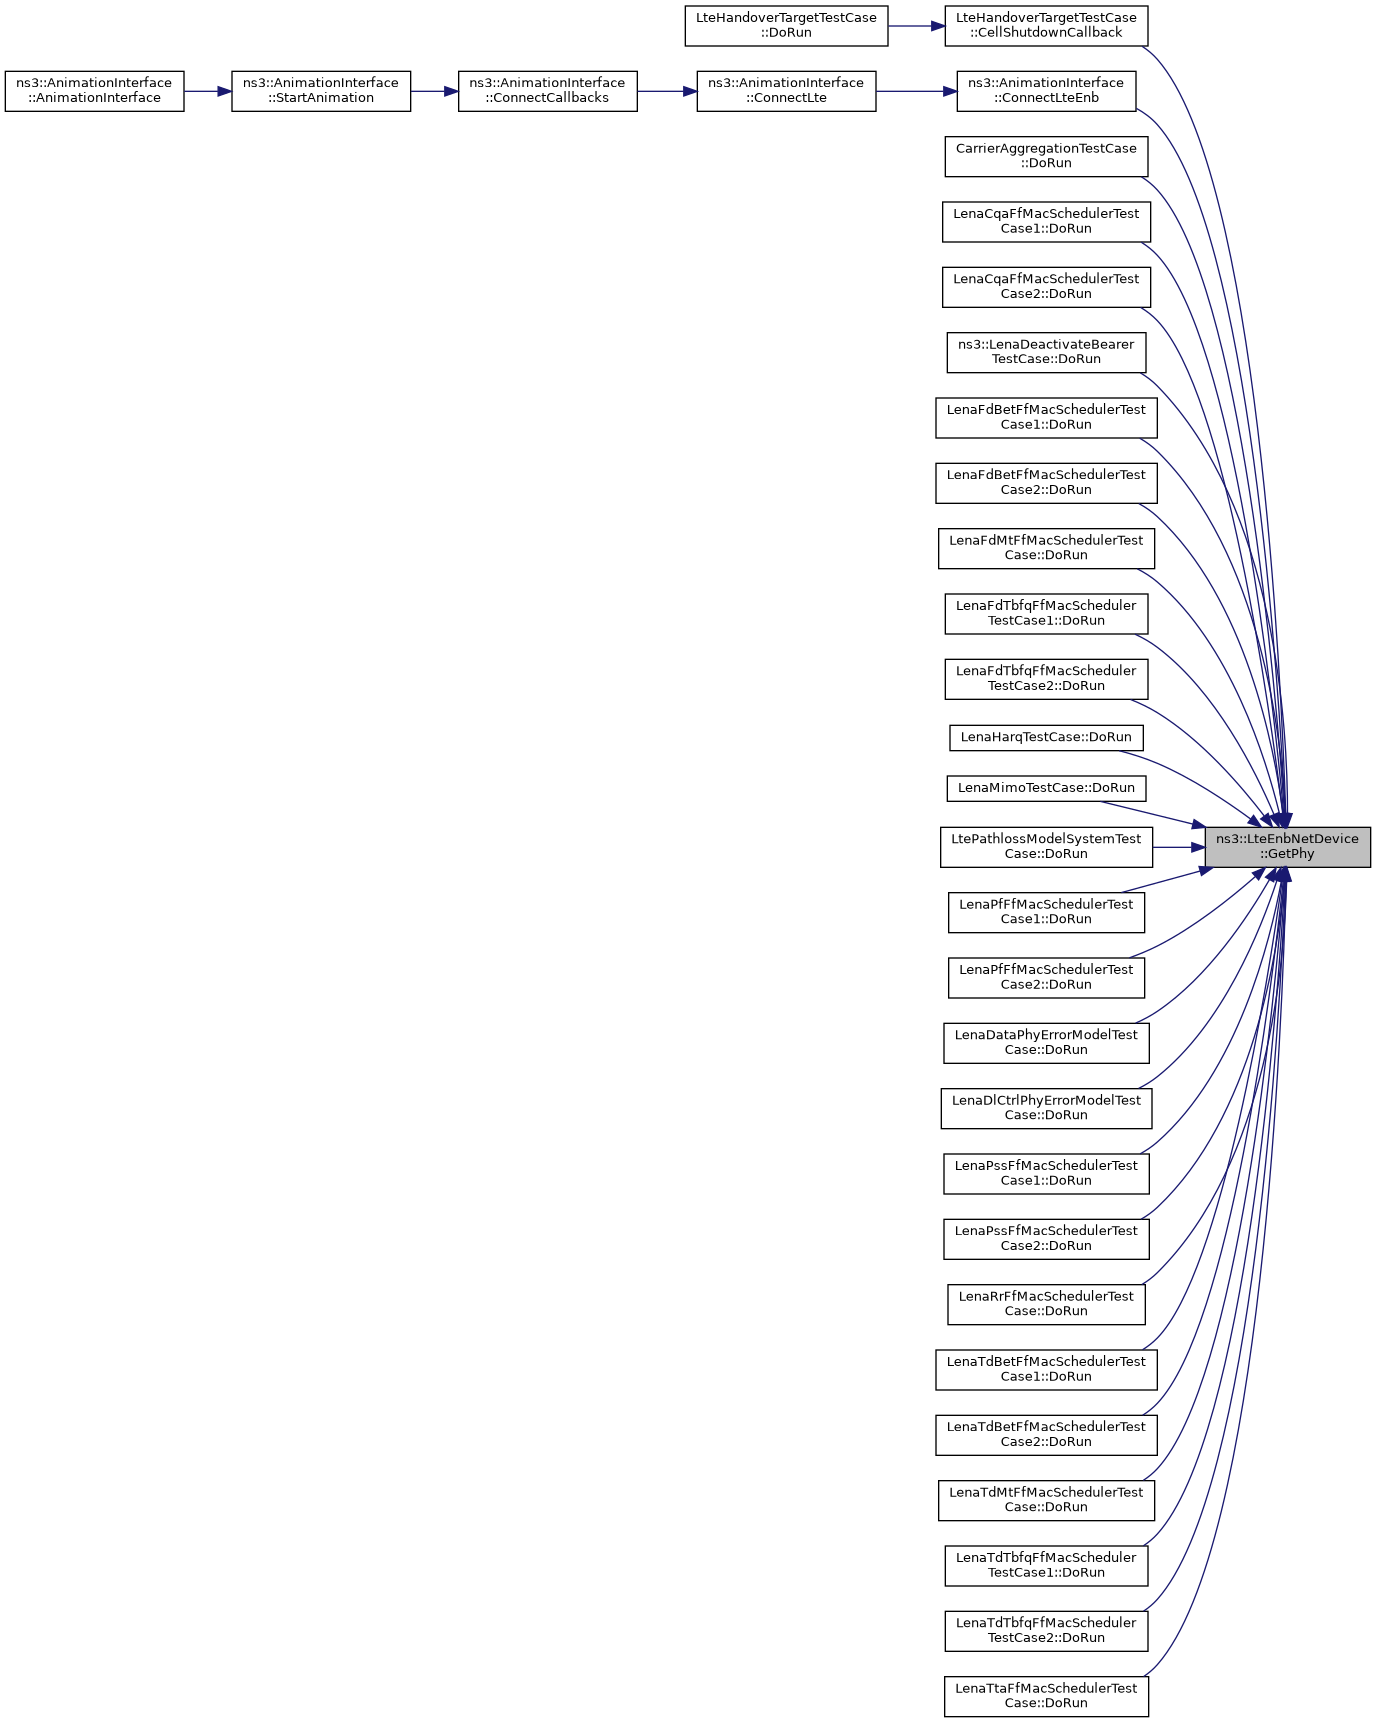 LteHandoverTargetTestCase
::DoRun
LteHandoverTargetTestCase
::CellShutdownCallback
ns3::AnimationInterface
::AnimationInterface
ns3::AnimationInterface
::StartAnimation
ns3::AnimationInterface
::ConnectCallbacks
ns3::AnimationInterface
::ConnectLte
ns3::AnimationInterface
::ConnectLteEnb
CarrierAggregationTestCase
::DoRun
LenaCqaFfMacSchedulerTest
Case1::DoRun
LenaCqaFfMacSchedulerTest
Case2::DoRun
ns3::LenaDeactivateBearer
TestCase::DoRun
LenaFdBetFfMacSchedulerTest
Case1::DoRun
LenaFdBetFfMacSchedulerTest
Case2::DoRun
LenaFdMtFfMacSchedulerTest
Case::DoRun
LenaFdTbfqFfMacScheduler
TestCase1::DoRun
LenaFdTbfqFfMacScheduler
TestCase2::DoRun
LenaHarqTestCase::DoRun
LenaMimoTestCase::DoRun
LtePathlossModelSystemTest
Case::DoRun
ns3::LteEnbNetDevice
::GetPhy
LenaPfFfMacSchedulerTest
Case1::DoRun
LenaPfFfMacSchedulerTest
Case2::DoRun
LenaDataPhyErrorModelTest
Case::DoRun
LenaDlCtrlPhyErrorModelTest
Case::DoRun
LenaPssFfMacSchedulerTest
Case1::DoRun
LenaPssFfMacSchedulerTest
Case2::DoRun
LenaRrFfMacSchedulerTest
Case::DoRun
LenaTdBetFfMacSchedulerTest
Case1::DoRun
LenaTdBetFfMacSchedulerTest
Case2::DoRun
LenaTdMtFfMacSchedulerTest
Case::DoRun
LenaTdTbfqFfMacScheduler
TestCase1::DoRun
LenaTdTbfqFfMacScheduler
TestCase2::DoRun
LenaTtaFfMacSchedulerTest
Case::DoRun